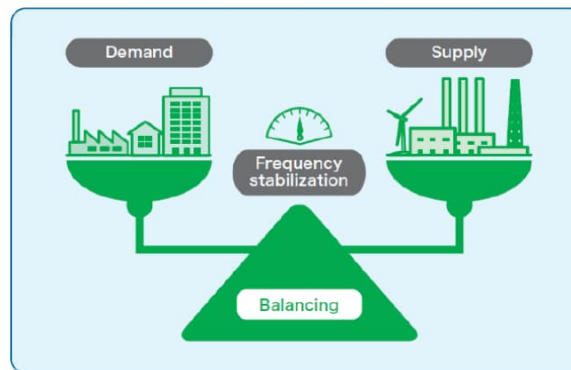 Demand
Supply
Frequency
stabilization
Balancing